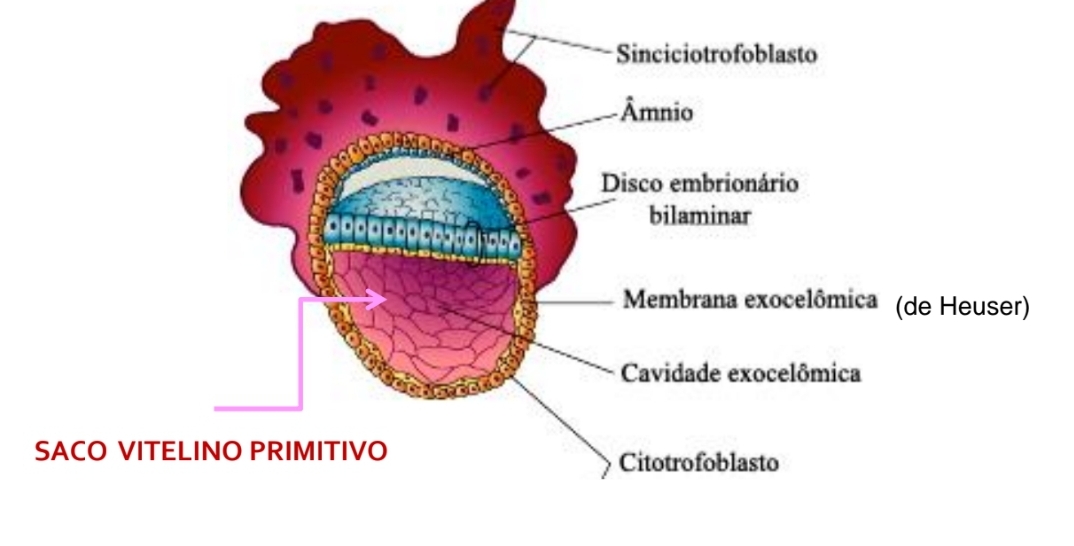 Sinciciotrofoblasto
Âmnio
Disco embrionário
bilaminar
Membrana exocelômica (de Heuser)
Cavidade exocelômica
SACO VITELINO PRIMITIVO
Citotrofoblasto